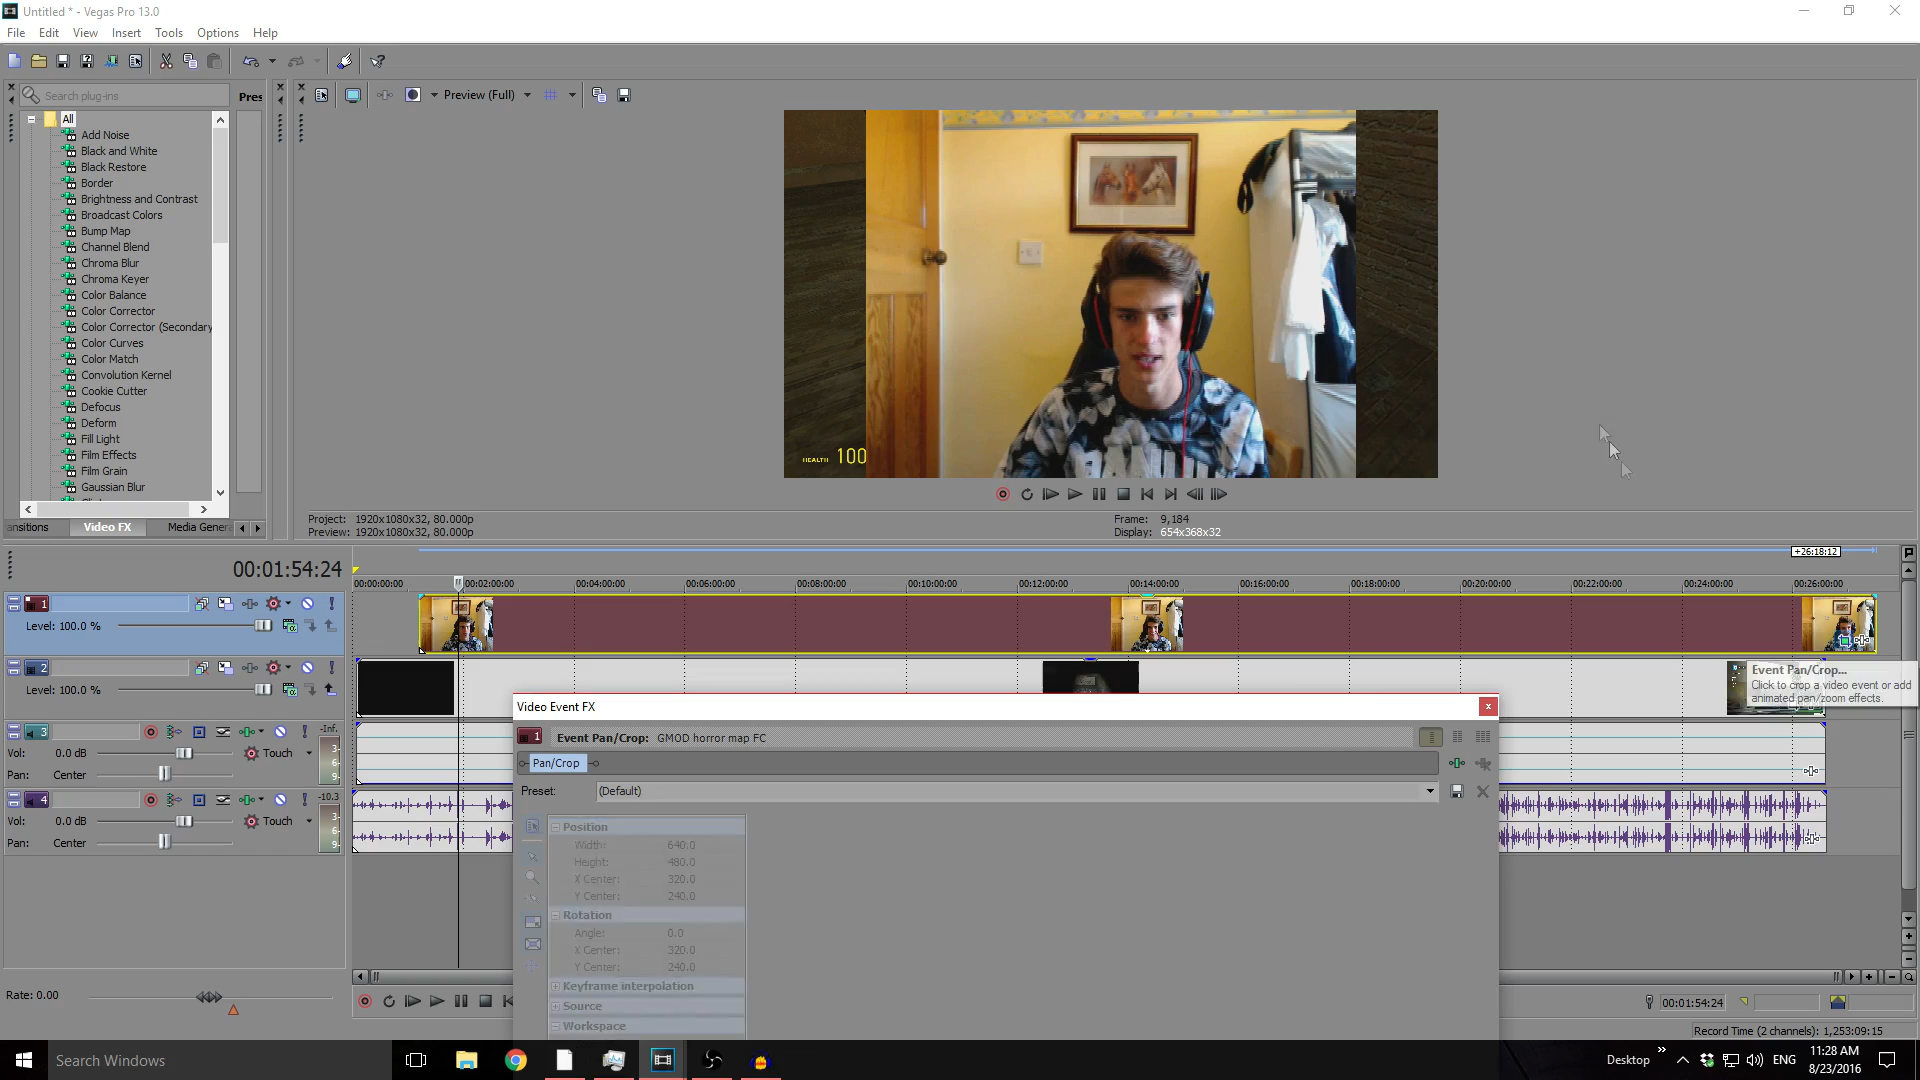 Untitled * - Vegas Pro 13.0
File Edit View Insert Tools Options Help
Search plug-ins
Pres
All
Add Noise
Black and White
Black Restore
Border
Brightness and Contrast
Broadcast Colors
Bump Map
Channel Blend
Chroma Blur
Chroma Keyer
Color Balance
Color Corrector
Color Corrector (Secondary
Color Curves
Color Match
Convolution Kernel
Cookie Cutter
Defocus
Deform
Fill Light
Film Effects
Film Grain
Gaussian Blur
ansitions Video FX Media Gener
Preview (Full)
HEALTH 100
Project: 1920x1080x32, 80.000p
Preview: 1920x1080x32, 80.000p
Frame: 9,184
Display: 654x368x32
+26:18:12
00:01:54:24
00:00:00:00 00:02:00:00 00:04:00:00 00:06:00:00 00:08:00:00 00:10:00:00 00:12:00:00 00:14:00:00 00:16:00:00 00:18:00:00 00:20:00:00 00:22:00:00 00:24:00:00 00:26:00:00
1
Level: 100.0 %
2
Level: 100.0 %
3
-Inf.
Vol: 0.0 dB Touch
Pan: Center
3
6
9
4
-10.3
Vol: 0.0 dB Touch
Pan: Center
3
6
9
Event Pan/Crop...
Click to crop a video event or add
animated pan/zoom effects.
Video Event FX
1 Event Pan/Crop: GMOD horror map FC
Pan/Crop
Preset: (Default)
Position
Width: 640.0
Height: 480.0
X Center: 320.0
Y Center: 240.0
Rotation
Angle: 0.0
X Center: 320.0
Y Center: 240.0
Keyframe interpolation
Source
Workspace
Rate: 0.00
00:01:54:24
Record Time (2 channels): 1,253:09:15
Search Windows
Desktop
ENG
11:28 AM
8/23/2016